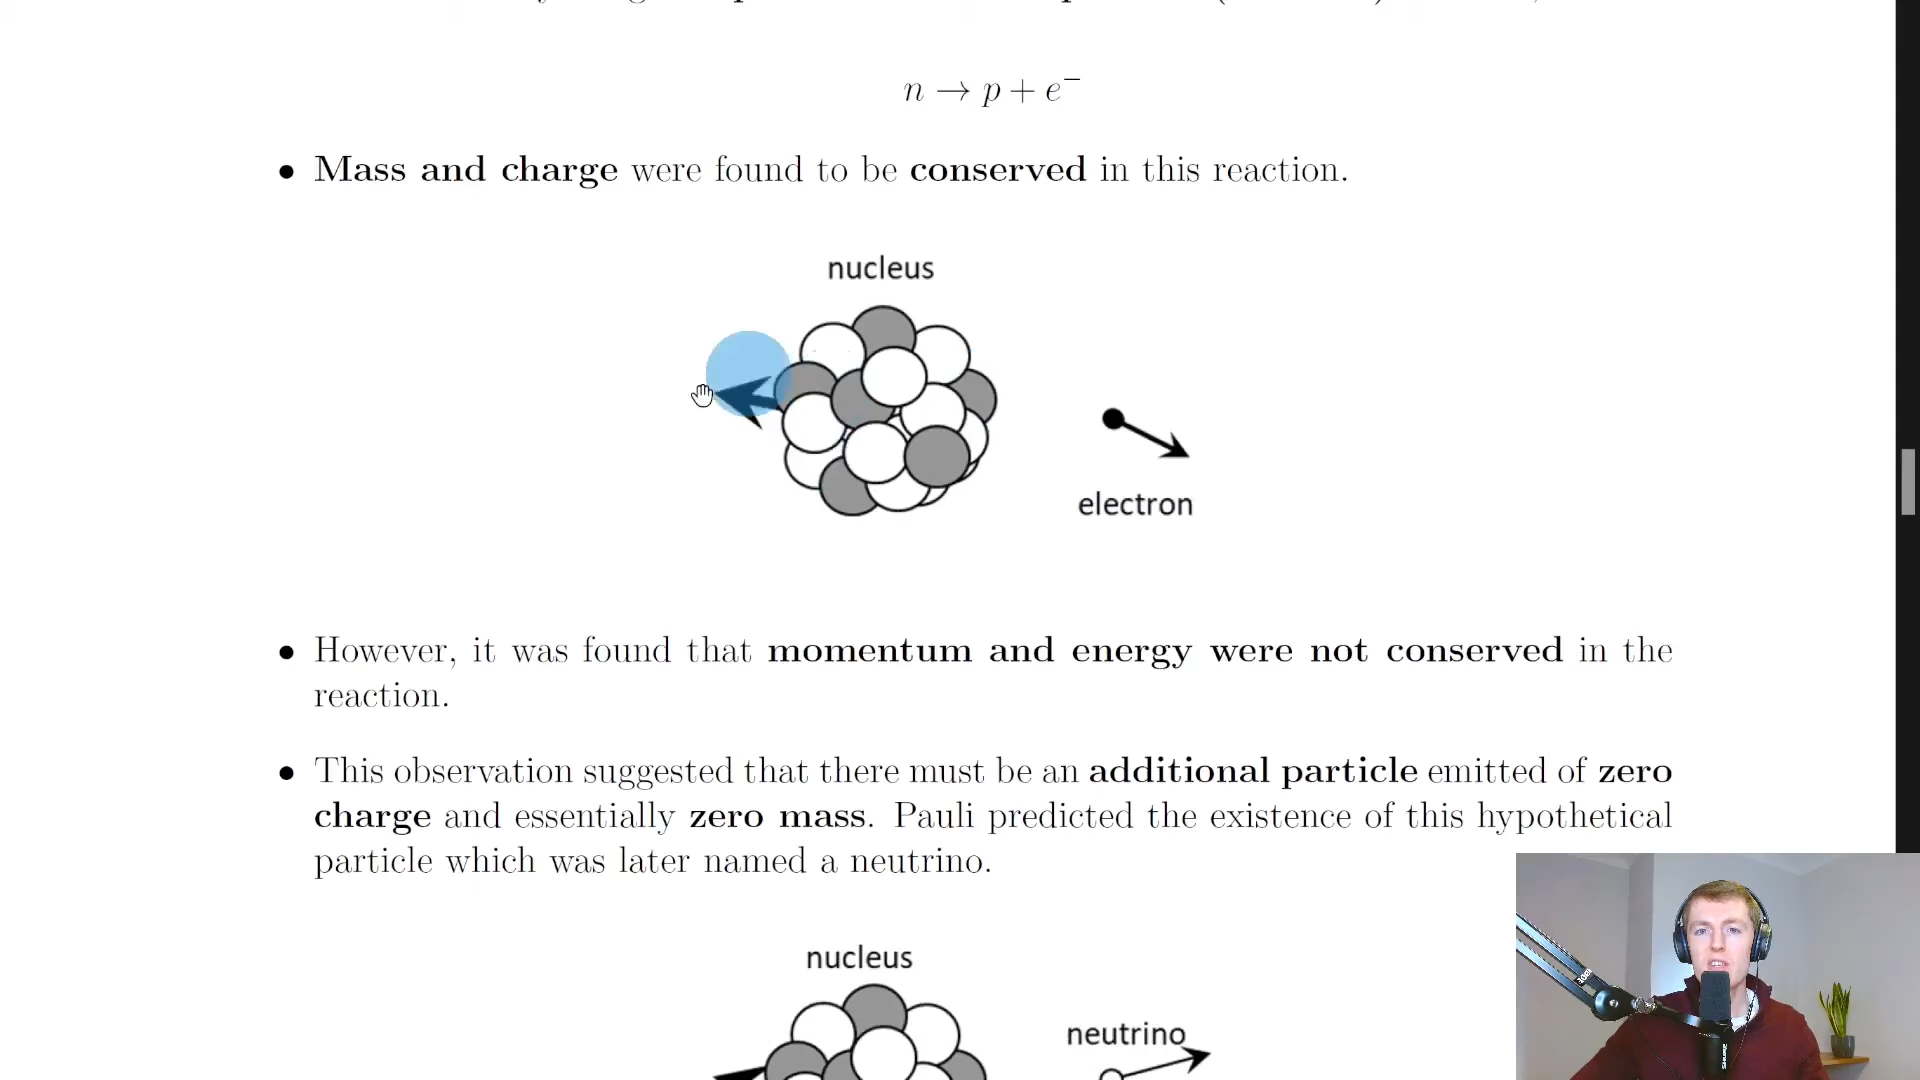 n → p + e⁻
• Mass and charge were found to be conserved in this reaction.
nucleus
electron
• However, it was found that momentum and energy were not conserved in the
reaction.
• This observation suggested that there must be an additional particle emitted of zero
charge and essentially zero mass. Pauli predicted the existence of this hypothetical
particle which was later named a neutrino.
nucleus
neutrino